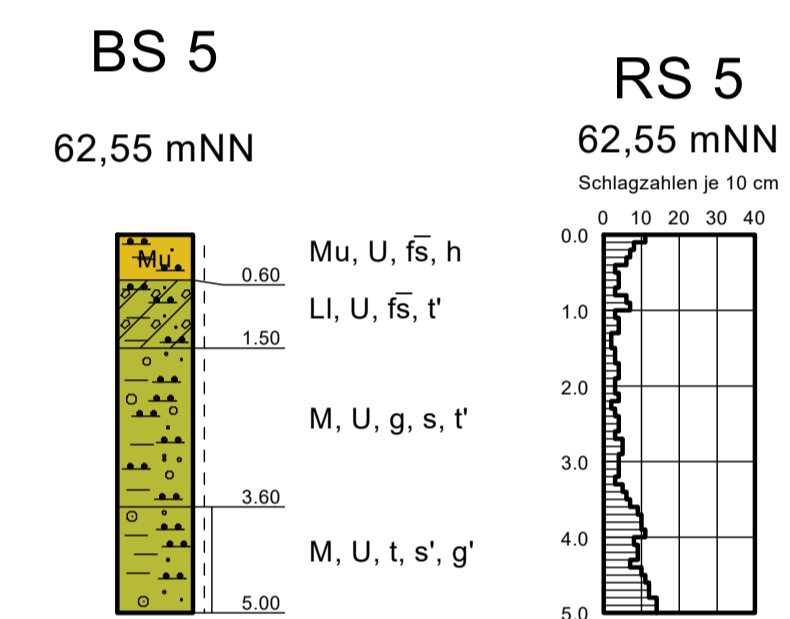 BS 5
62,55 mNN
Mu
0.60
1.50
3.60
5.00
Mu, U, fs̅, h
Ll, U, fs̅, t'
M, U, g, s, t'
M, U, t, s', g'
RS 5
62,55 mNN
Schlagzahlen je 10 cm
0 10 20 30 40
0.0
1.0
2.0
3.0
4.0
5.0